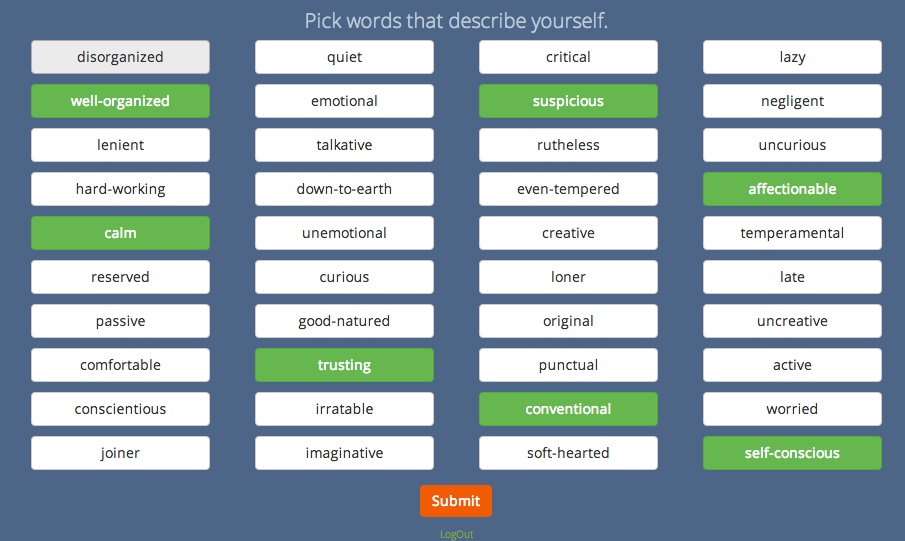 Pick words that describe yourself.
disorganized quiet critical lazy
well-organized emotional suspicious negligent
lenient talkative rutheless uncurious
hard-working down-to-earth even-tempered affectionable
calm unemotional creative temperamental
reserved curious loner late
passive good-natured original uncreative
comfortable trusting punctual active
conscientious irratable conventional worried
joiner imaginative soft-hearted self-conscious
Submit
LogOut